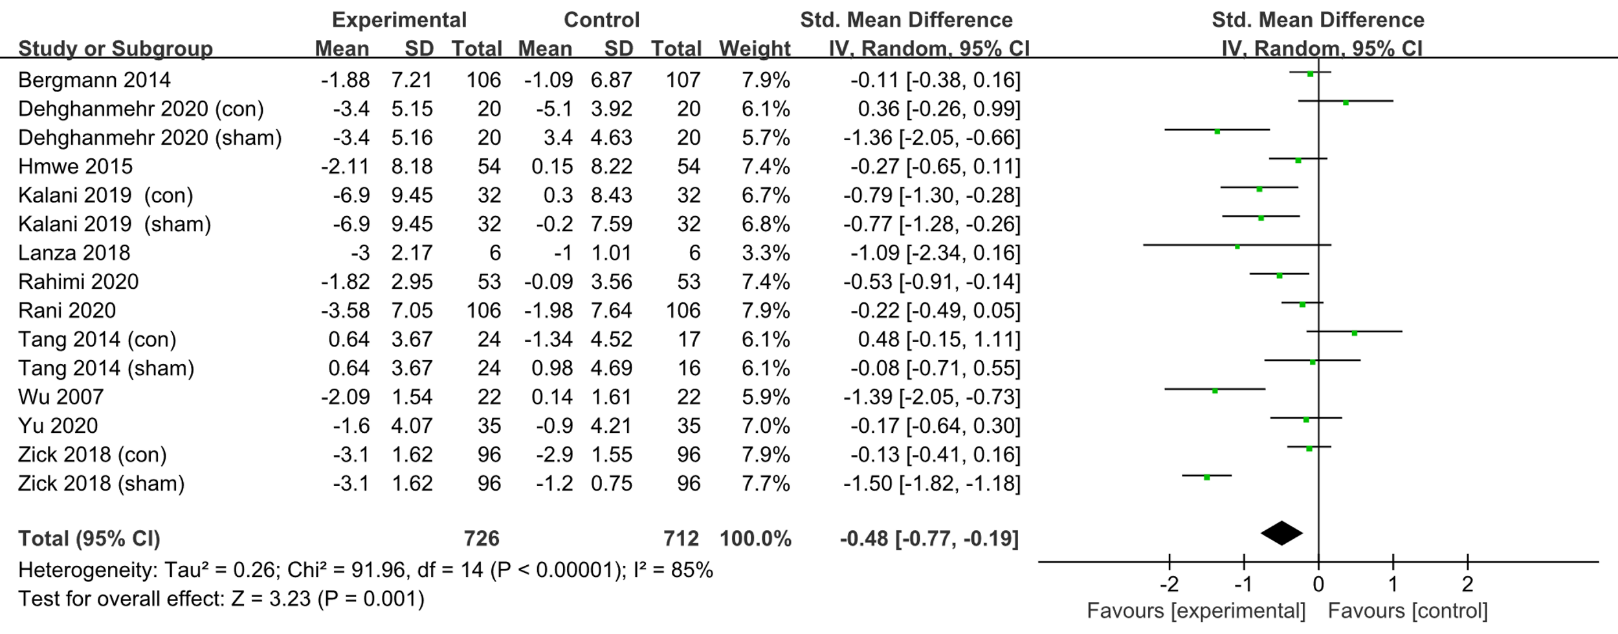 Experimental Control Std. Mean Difference Std. Mean Difference
Study or Subgroup Mean SD Total Mean SD Total Weight IV, Random, 95% CI IV, Random, 95% CI
Bergmann 2014 -1.88 7.21 106 -1.09 6.87 107 7.9% -0.11 [-0.38, 0.16]
Dehghanmehr 2020 (con) -3.4 5.15 20 -5.1 3.92 20 6.1% 0.36 [-0.26, 0.99]
Dehghanmehr 2020 (sham) -3.4 5.16 20 3.4 4.63 20 5.7% -1.36 [-2.05, -0.66]
Hmwe 2015 -2.11 8.18 54 0.15 8.22 54 7.4% -0.27 [-0.65, 0.11]
Kalani 2019 (con) -6.9 9.45 32 0.3 8.43 32 6.7% -0.79 [-1.30, -0.28]
Kalani 2019 (sham) -6.9 9.45 32 -0.2 7.59 32 6.8% -0.77 [-1.28, -0.26]
Lanza 2018 -3 2.17 6 -1 1.01 6 3.3% -1.09 [-2.34, 0.16]
Rahimi 2020 -1.82 2.95 53 -0.09 3.56 53 7.4% -0.53 [-0.91, -0.14]
Rani 2020 -3.58 7.05 106 -1.98 7.64 106 7.9% -0.22 [-0.49, 0.05]
Tang 2014 (con) 0.64 3.67 24 -1.34 4.52 17 6.1% 0.48 [-0.15, 1.11]
Tang 2014 (sham) 0.64 3.67 24 0.98 4.69 16 6.1% -0.08 [-0.71, 0.55]
Wu 2007 -2.09 1.54 22 0.14 1.61 22 5.9% -1.39 [-2.05, -0.73]
Yu 2020 -1.6 4.07 35 -0.9 4.21 35 7.0% -0.17 [-0.64, 0.30]
Zick 2018 (con) -3.1 1.62 96 -2.9 1.55 96 7.9% -0.13 [-0.41, 0.16]
Zick 2018 (sham) -3.1 1.62 96 -1.2 0.75 96 7.7% -1.50 [-1.82, -1.18]
Total (95% CI) 726 712 100.0% -0.48 [-0.77, -0.19]
Heterogeneity: Tau² = 0.26; Chi² = 91.96, df = 14 (P < 0.00001); I² = 85%
Test for overall effect: Z = 3.23 (P = 0.001)
-2 -1 0 1 2
Favours [experimental] Favours [control]